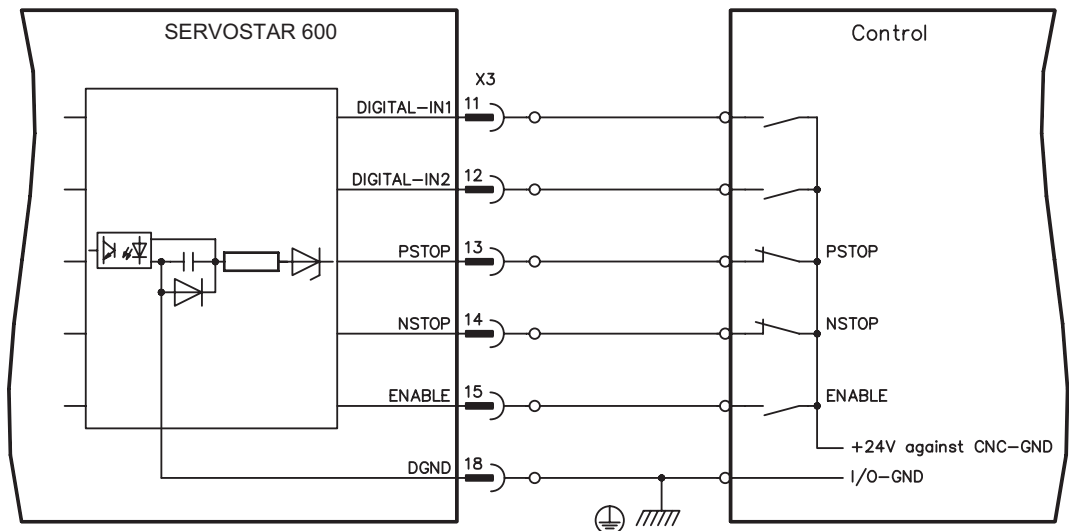 SERVOSTAR 600
Control
X3
DIGITAL-IN1 11
DIGITAL-IN2 12
PSTOP 13 PSTOP
NSTOP 14 NSTOP
ENABLE 15 ENABLE
+24V against CNC-GND
DGND 18 I/O-GND